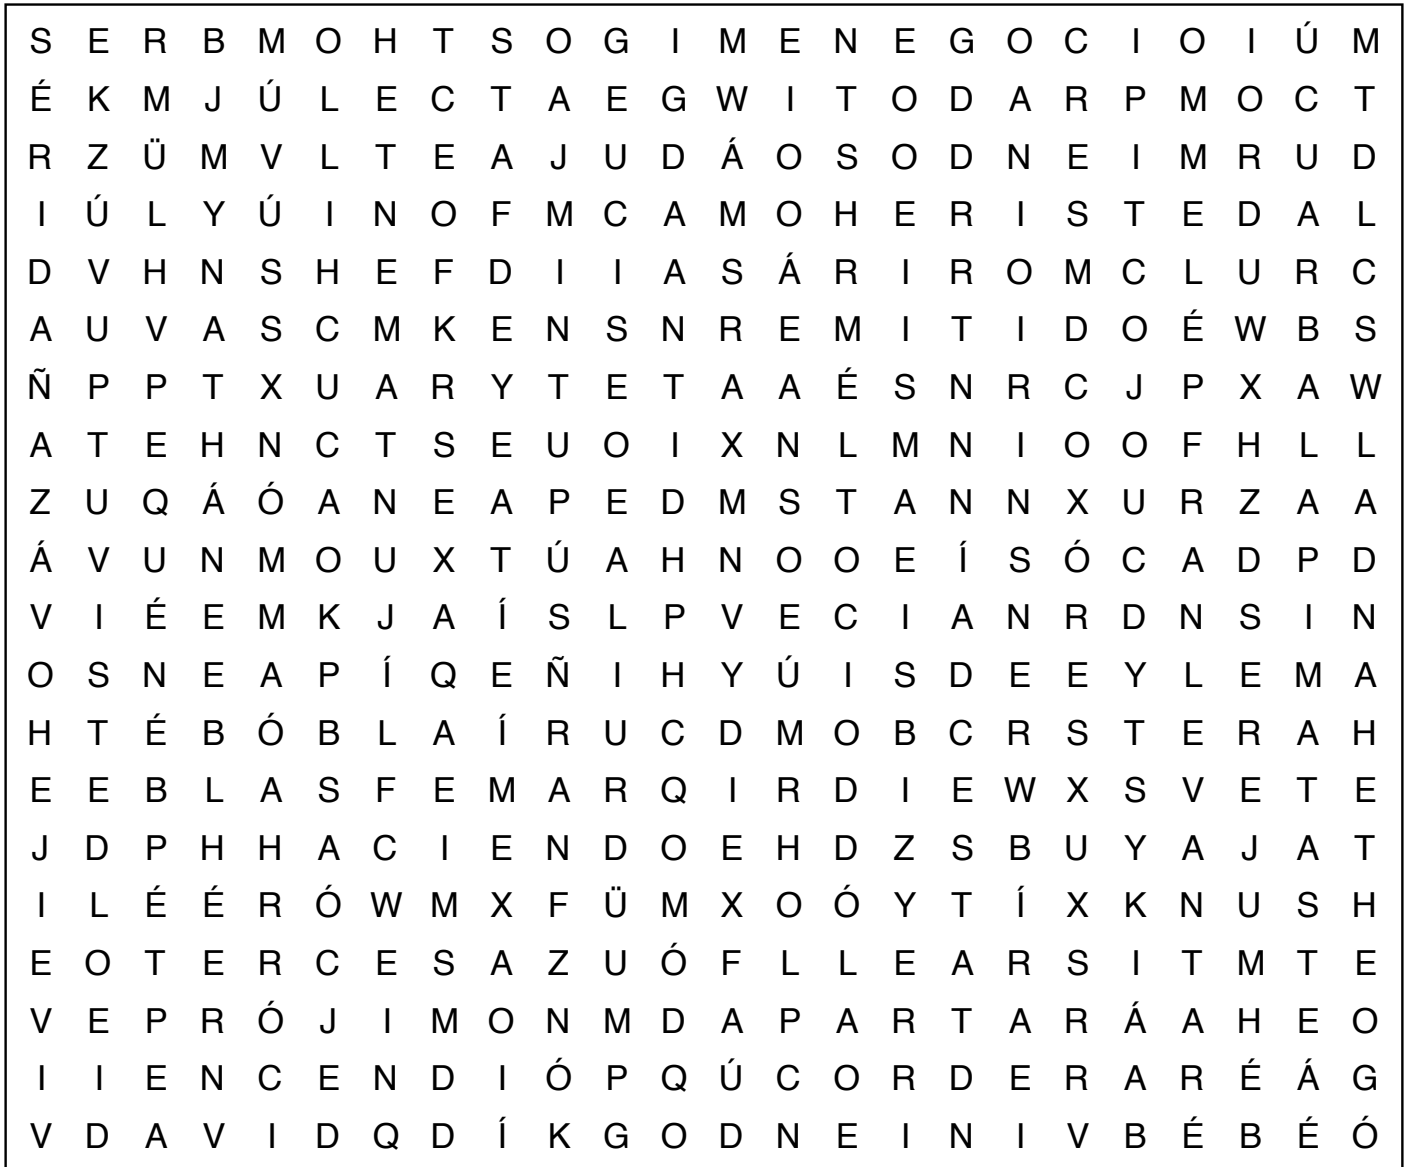 S E R B M O H T S O G I M E N E G O C I O I Ú M
É K M J Ú L E C T A E G W I T O D A R P M O C T
R Z Ü M V L T E A J U D Á O S O D N E I M R U D
I Ú L Y Ú I N O F M C A M O H E R I S T E D A L
D V H N S H E F D I I A S Á R I R O M C L U R C
A U V A S C M K E N S N R E M I T I D O É W B S
Ñ P P T X U A R Y T E T A A É S N R C J P X A W
A T E H N C T S E U O I X N L M N I O O F H L L
Z U Q Á Ó A N E A P E D M S T A N N X U R Z A A
Á V U N M O U X T Ú A H N O O E Í S Ó C A D P D
V I É E M K J A Í S L P V E C I A N R D N S I N
O S N E A P Í Q E Ñ I H Y Ú I S D E E Y L E M A
H T É B Ó B L A Í R U C D M O B C R S T E R A H
E E B L A S F E M A R Q I R D I E W X S V E T E
J D P H H A C I E N D O E H D Z S B U Y A J A T
I L É É R Ó W M X F Ü M X O Ó Y T Í X K N U S H
E O T E R C E S A Z U Ó F L L E A R S I T M T E
V E P R Ó J I M O N M D A P A R T A R Á A H E O
I I E N C E N D I Ó P Q Ú C O R D E R A R É Á G
V D A V I D Q D Í K G O D N E I N I V B É B É Ó